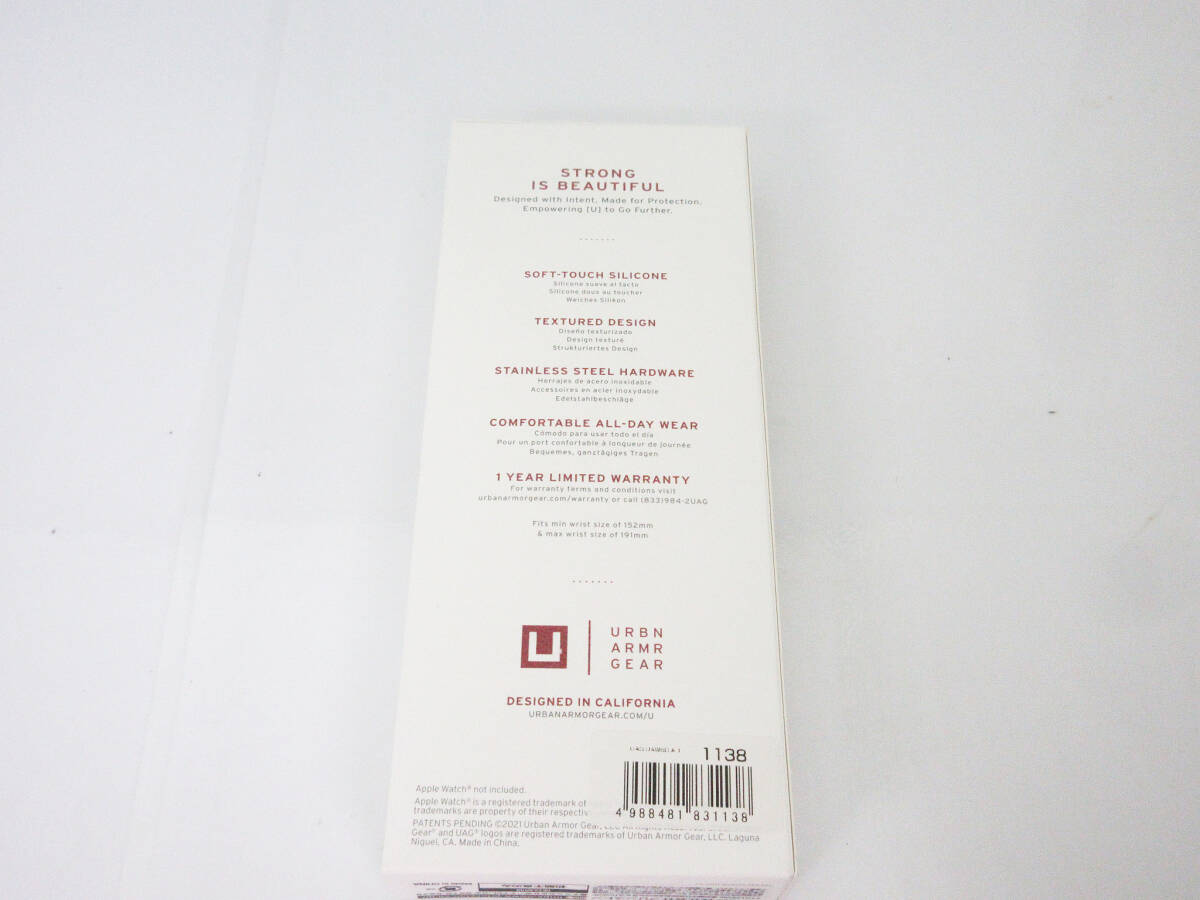 STRONG
IS BEAUTIFUL
Designed with Intent, Made for Protection,
Empowering [U] to Go Further.
SOFT-TOUCH SILICONE
Silicone suave al tacto
Silicone doux au toucher
Weiches Silikon
TEXTURED DESIGN
Diseño texturizado
Design texturé
Strukturiertes Design
STAINLESS STEEL HARDWARE
Herrajes de acero inoxidable
Accessoires en acier inoxydable
Edelstahlbeschläge
COMFORTABLE ALL-DAY WEAR
Cómodo para usar todo el día
Pour un port confortable à longueur de journée
Bequemes, ganztägiges Tragen
1 YEAR LIMITED WARRANTY
For warranty terms and conditions visit
urbanarmorgear.com/warranty or call (833)984-2UAG
Fits min wrist size of 152mm
& max wrist size of 191mm
U
URBN
ARMR
GEAR
DESIGNED IN CALIFORNIA
URBANARMORGEAR.COM/U
1138
4 988481 831138
Apple Watch® not included.
Apple Watch® is a registered trademark of
trademarks are property of their respectiv
PATENTS PENDING ©2021 Urban Armor Gear, LLC All Rights
Gear® and UAG® logos are registered trademarks of Urban Armor Gear, LLC. Laguna
Niguel, CA. Made in China.